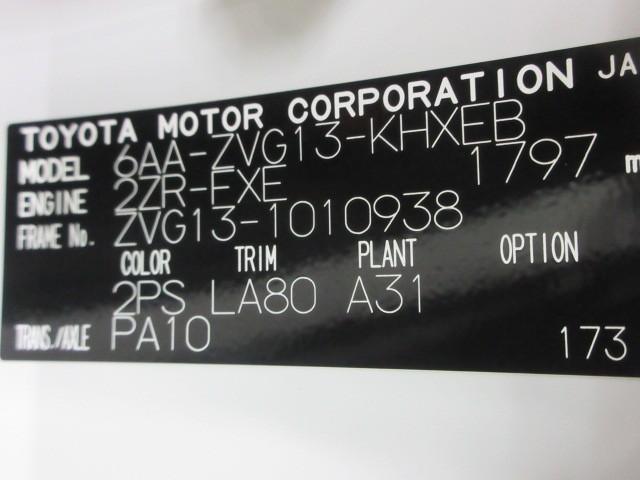 TOYOTA MOTOR CORPORATION JA
MODEL 6AA-ZVG13-KHXEB
ENGINE 2ZR-FXE 1797 m
FRAME No. ZVG13-1010938
COLOR TRIM PLANT OPTION
2PS LA80 A31
TRANS./AXLE PA10 173